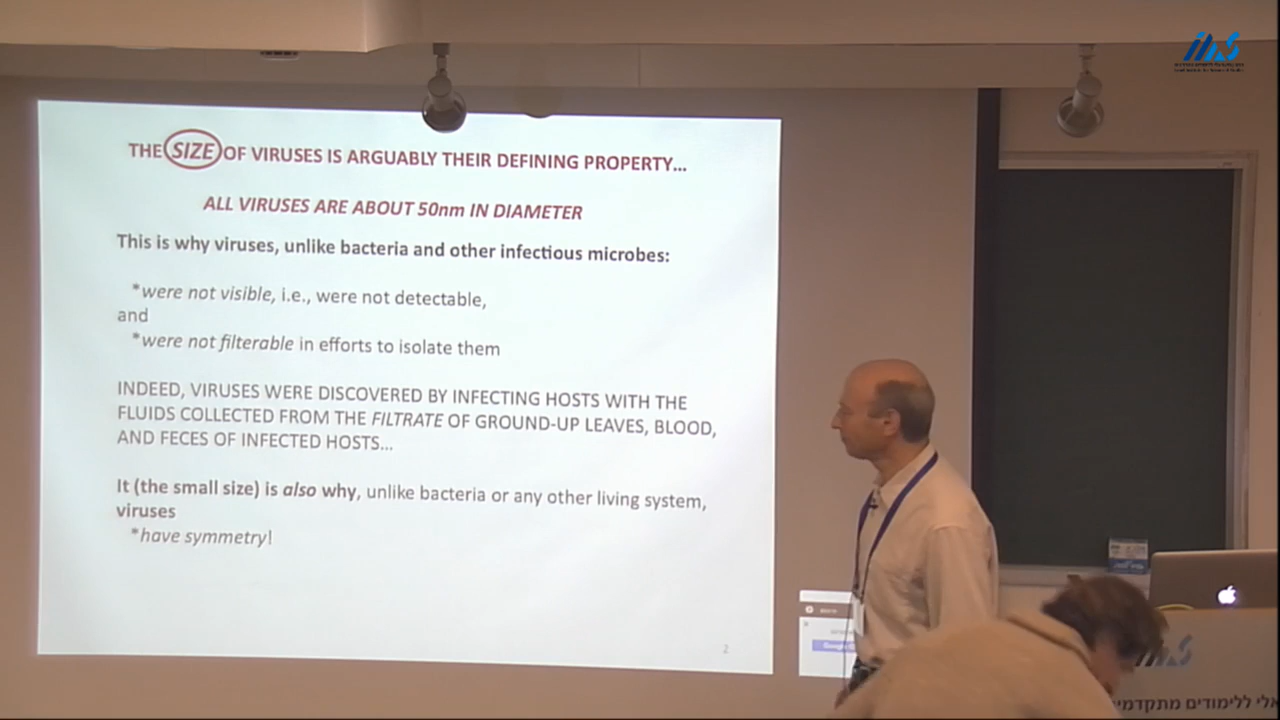 THE SIZE OF VIRUSES IS ARGUABLY THEIR DEFINING PROPERTY...
ALL VIRUSES ARE ABOUT 50nm IN DIAMETER
This is why viruses, unlike bacteria and other infectious microbes:
*were not visible, i.e., were not detectable,
and
*were not filterable in efforts to isolate them
INDEED, VIRUSES WERE DISCOVERED BY INFECTING HOSTS WITH THE
FLUIDS COLLECTED FROM THE FILTRATE OF GROUND-UP LEAVES, BLOOD,
AND FECES OF INFECTED HOSTS...
It (the small size) is also why, unlike bacteria or any other living system,
viruses
*have symmetry!
2
ללימודים מתקדמי